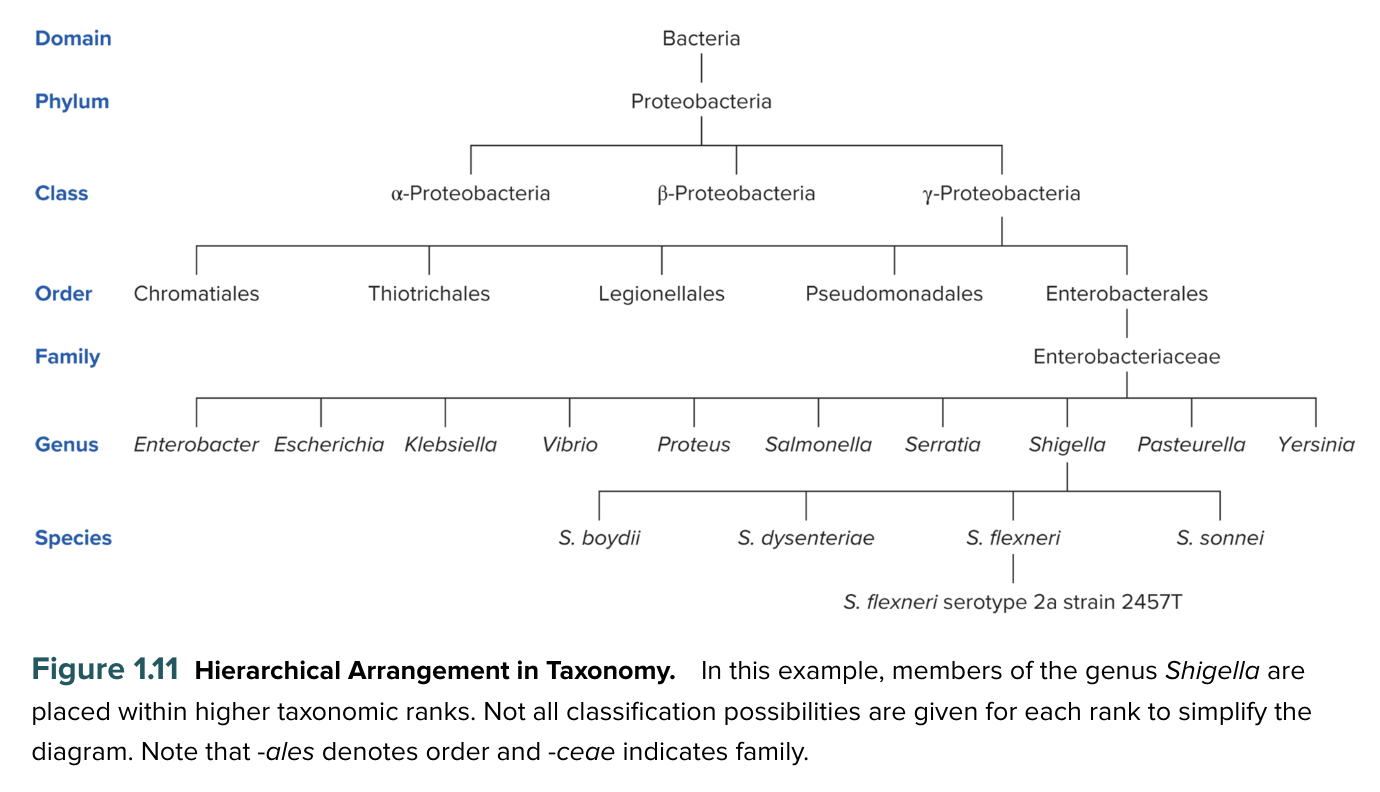 Domain Bacteria
Phylum Proteobacteria
Class α-Proteobacteria β-Proteobacteria γ-Proteobacteria
Order Chromatiales Thiotrichales Legionellales Pseudomonadales Enterobacterales
Family Enterobacteriaceae
Genus Enterobacter Escherichia Klebsiella Vibrio Proteus Salmonella Serratia Shigella Pasteurella Yersinia
Species S. boydii S. dysenteriae S. flexneri S. sonnei
S. flexneri serotype 2a strain 2457T
Figure 1.11 Hierarchical Arrangement in Taxonomy. In this example, members of the genus Shigella are
placed within higher taxonomic ranks. Not all classification possibilities are given for each rank to simplify the
diagram. Note that -ales denotes order and -ceae indicates family.